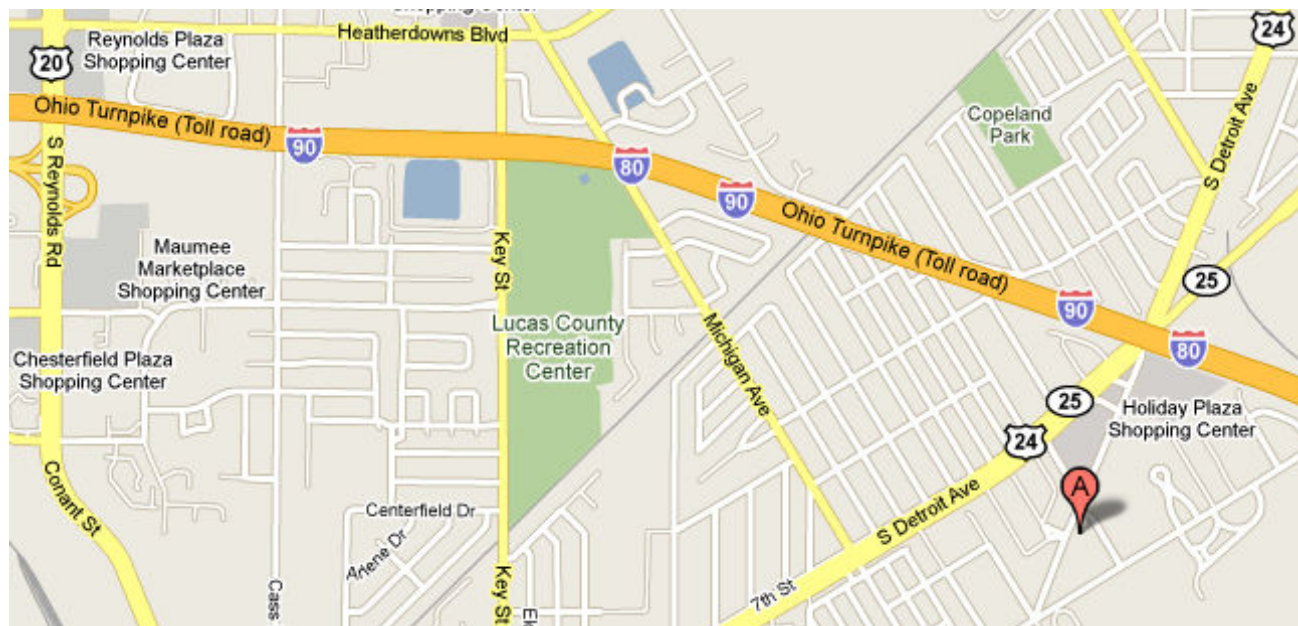 Shopping Center
Heatherdowns Blvd
24
Reynolds Plaza
Shopping Center
20
Ohio Turnpike (Toll road)
90
80
90
Copeland
Park
S Detroit Ave
S Reynolds Rd
Ohio Turnpike (Toll road)
Maumee
Marketplace
Shopping Center
Key St
25
90
80
Lucas County
Recreation
Center
Michigan Ave
Chesterfield Plaza
Shopping Center
25
Holiday Plaza
Shopping Center
24
A
Conant St
Centerfield Dr
Arlene Dr
S Detroit Ave
7th St
Cass
Key St